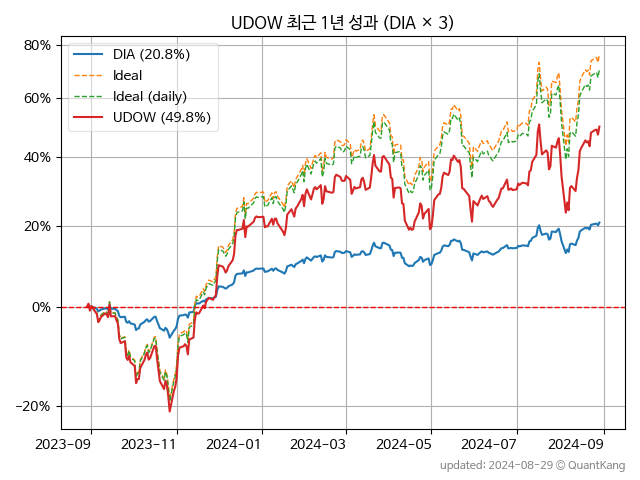 UDOW 최근 1년 성과 (DIA × 3)
80%
60%
40%
20%
0%
−20%
DIA (20.8%)
Ideal
Ideal (daily)
UDOW (49.8%)
2023-09
2023-11
2024-01
2024-03
2024-05
2024-07
2024-09
updated: 2024-08-29 © QuantKang